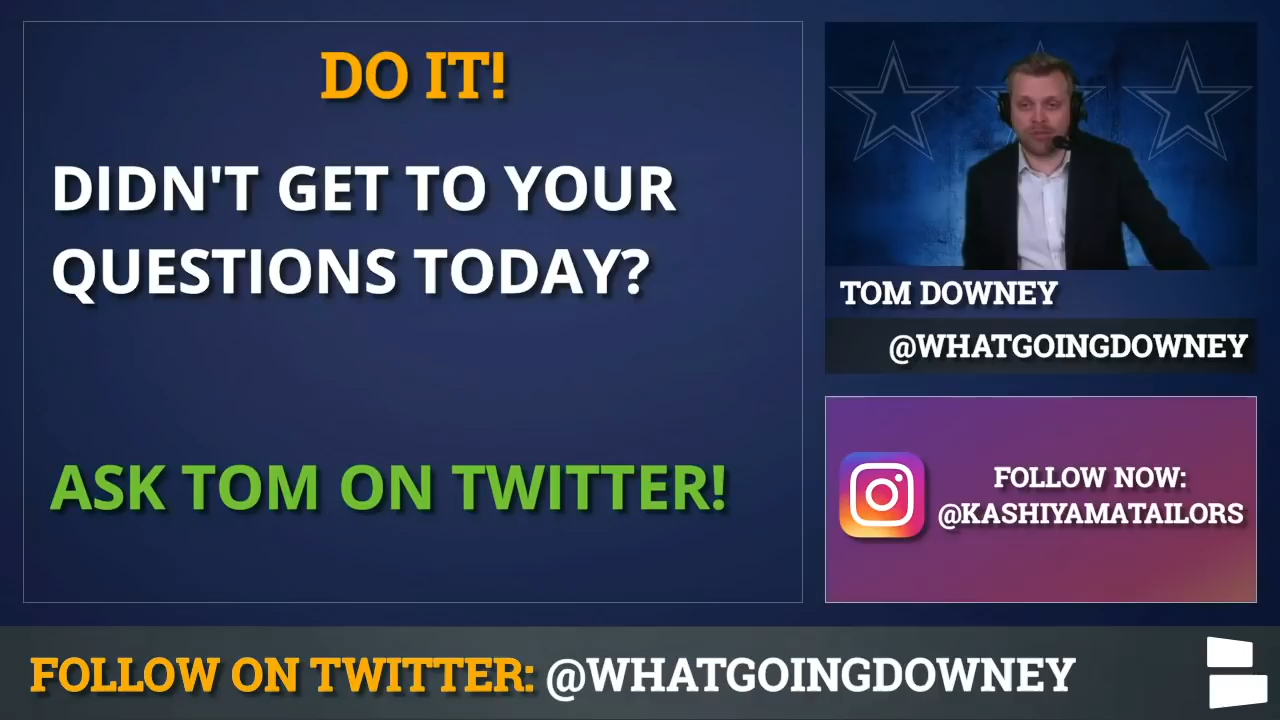 DO IT!
DIDN'T GET TO YOUR
QUESTIONS TODAY?
ASK TOM ON TWITTER!
TOM DOWNEY
@WHATGOINGDOWNEY
FOLLOW NOW:
@KASHIYAMATAILORS
FOLLOW ON TWITTER: @WHATGOINGDOWNEY